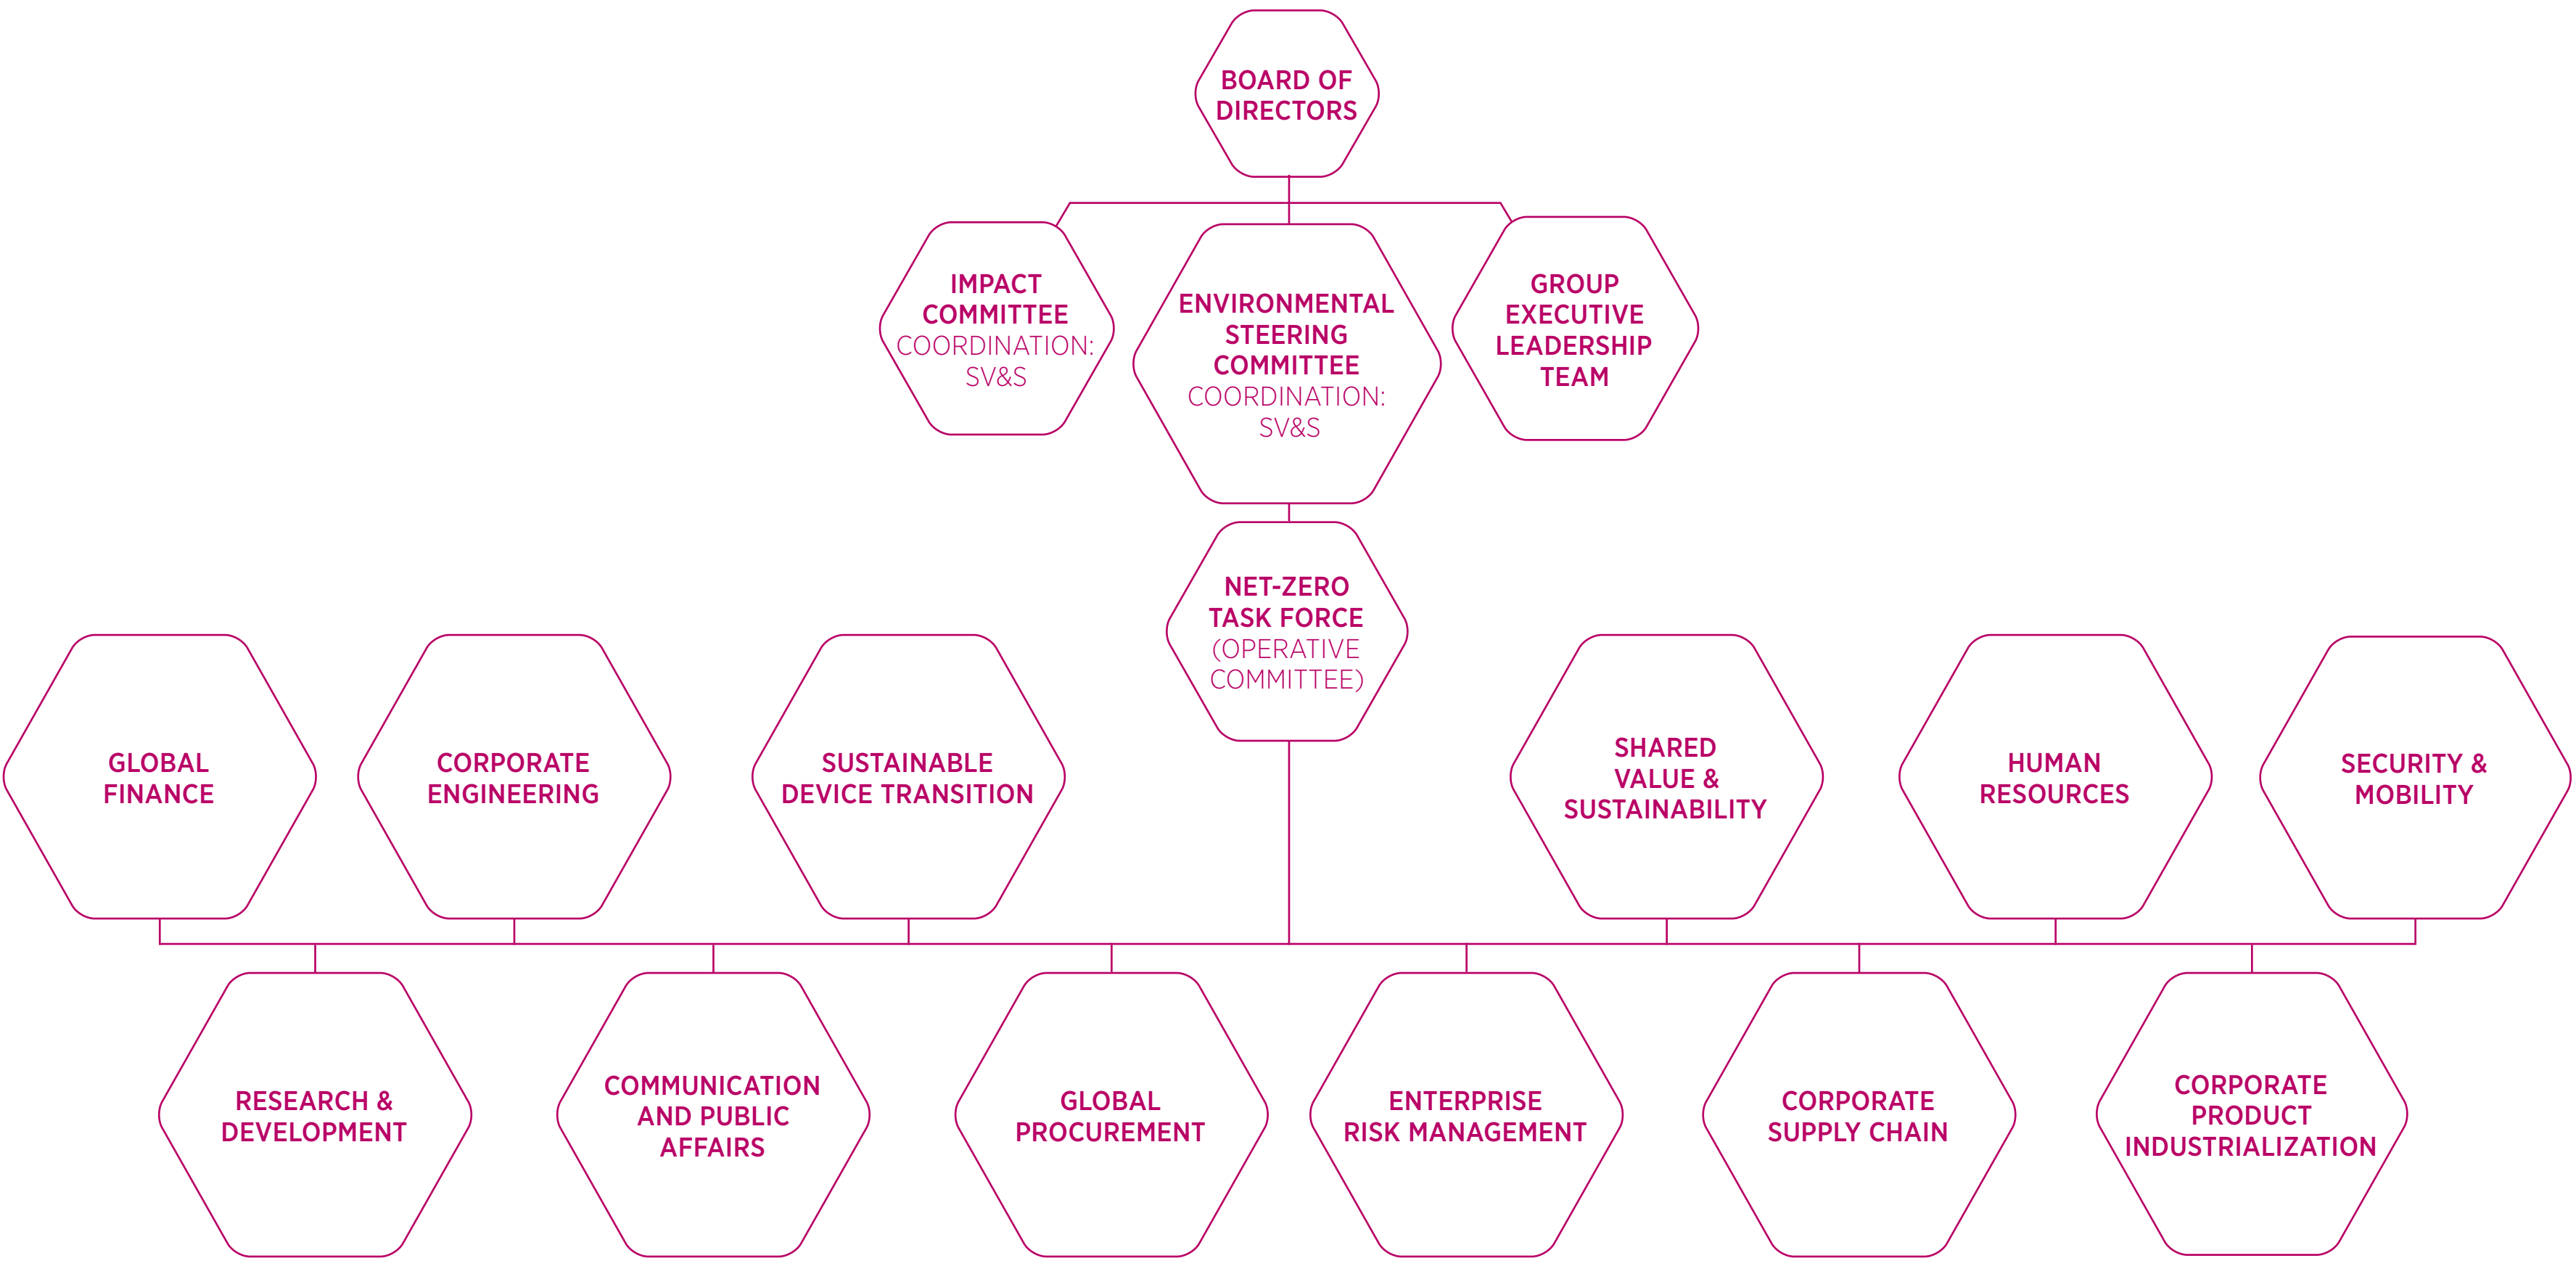 BOARD OF
DIRECTORS
IMPACT
COMMITTEE
COORDINATION:
SV&S
ENVIRONMENTAL
STEERING
COMMITTEE
COORDINATION:
SV&S
GROUP
EXECUTIVE
LEADERSHIP
TEAM
NET-ZERO
TASK FORCE
(OPERATIVE
COMMITTEE)
GLOBAL
FINANCE
CORPORATE
ENGINEERING
SUSTAINABLE
DEVICE TRANSITION
SHARED
VALUE &
SUSTAINABILITY
HUMAN
RESOURCES
SECURITY &
MOBILITY
RESEARCH &
DEVELOPMENT
COMMUNICATION
AND PUBLIC
AFFAIRS
GLOBAL
PROCUREMENT
ENTERPRISE
RISK MANAGEMENT
CORPORATE
SUPPLY CHAIN
CORPORATE
PRODUCT
INDUSTRIALIZATION